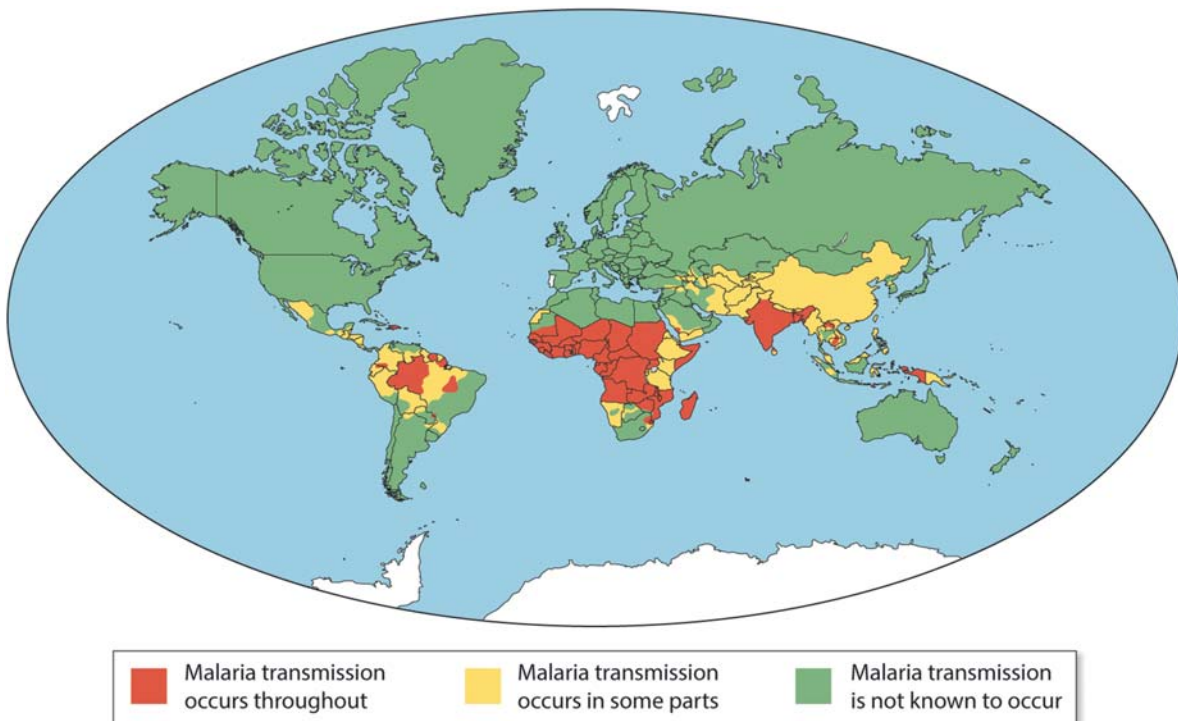 Malaria transmission
occurs throughout
Malaria transmission
occurs in some parts
Malaria transmission
is not known to occur